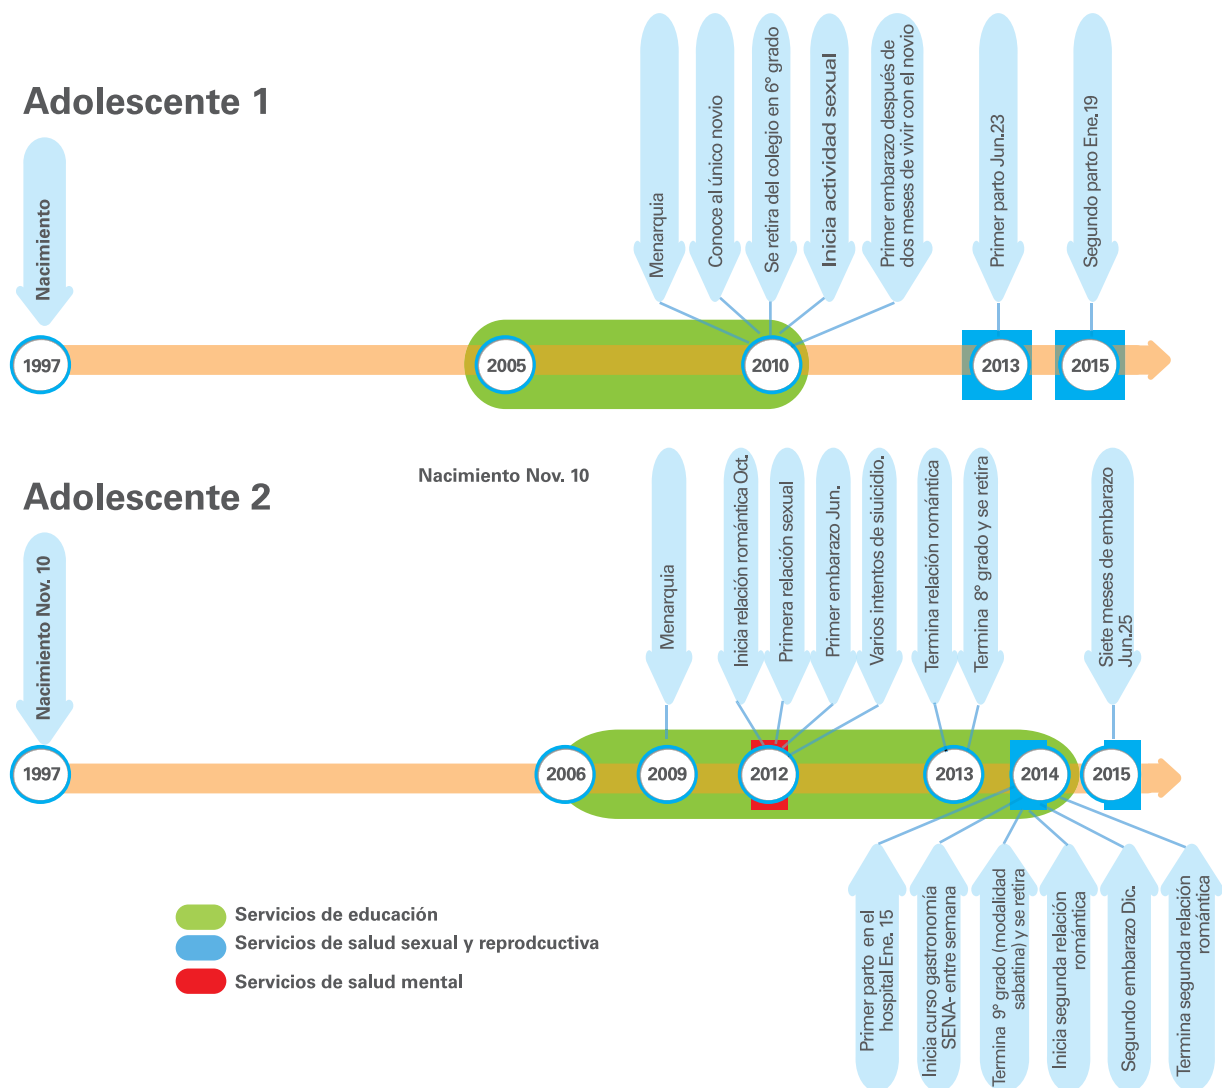 Adolescente 1
Nacimiento
Menarquia
Conoce al único novio
Se retira del colegio en 6° grado
Inicia actividad sexual
Primer embarazo después de
dos meses de vivir con el novio
Primer parto Jun.23
Segundo parto Ene.19
1997
2005
2010
2013
2015
Adolescente 2
Nacimiento Nov. 10
Nacimiento Nov. 10
Menarquia
Inicia relación romántica Oct.
Primera relación sexual
Primer embarazo Jun.
Varios intentos de siuicidio.
Termina relación romántica
Termina 8° grado y se retira
Siete meses de embarazo
Jun.25
1997
2006
2009
2012
2013
2014
2015
Primer parto en el
hospital Ene. 15
Inicia curso gastronomía
SENA- entre semana
Termina 9° grado (modalidad
sabatina) y se retira
Inicia segunda relación
romántica
Segundo embarazo Dic.
Termina segunda relación
romántica
Servicios de educación
Servicios de salud sexual y reprodcuctiva
Servicios de salud mental